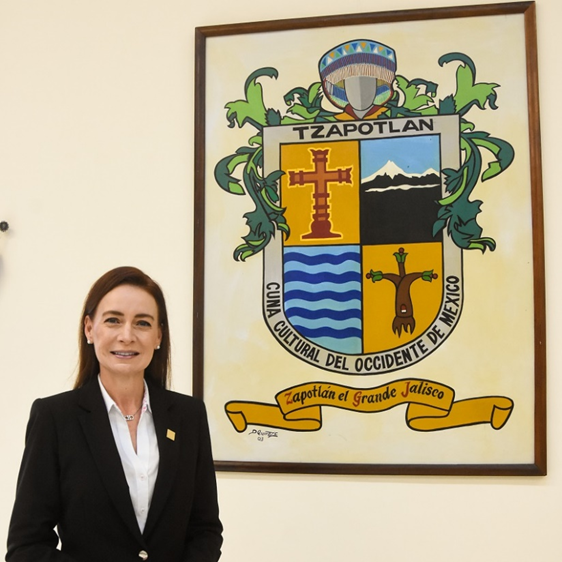 TZAPOTLAN
CUNA CULTURAL DEL OCCIDENTE DE MEXICO
Zapotlán el Grande Jalisco